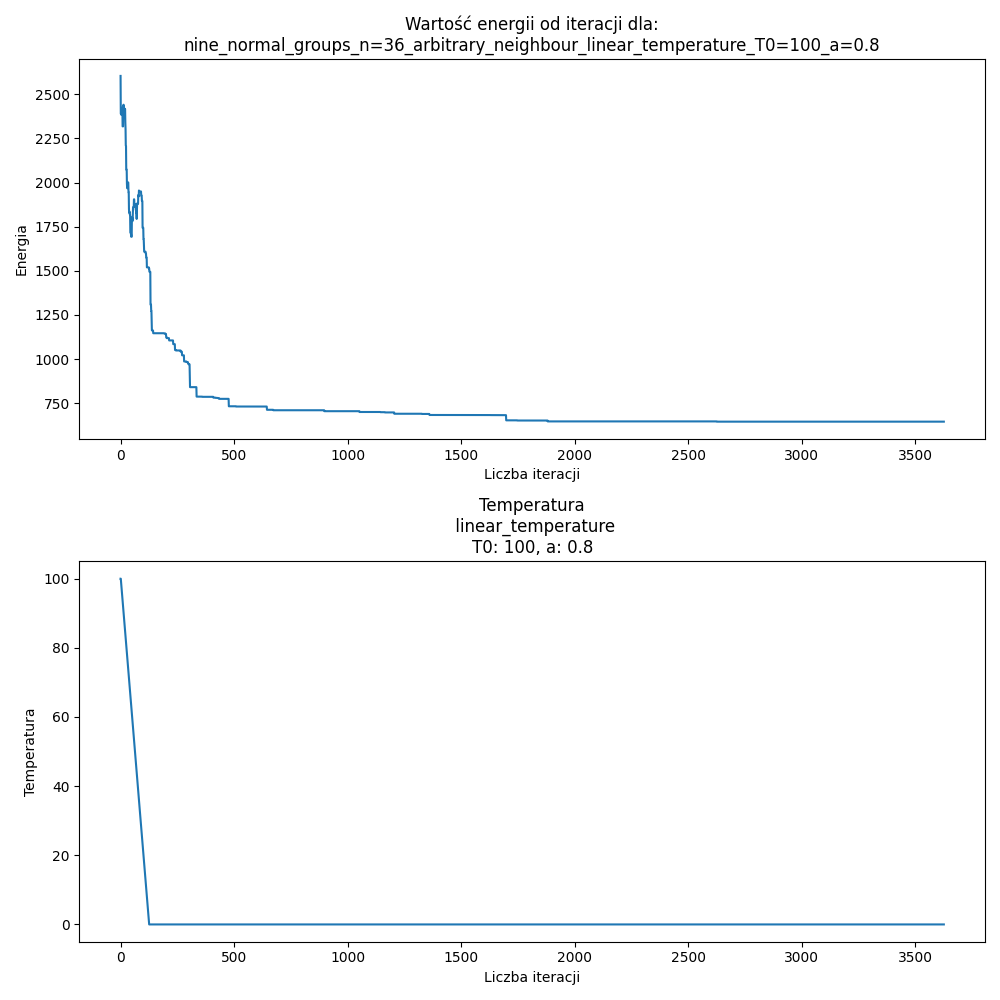 Wartość energii od iteracji dla:
nine_normal_groups_n=36_arbitrary_neighbour_linear_temperature_T0=100_a=0.8
2500
2250
2000
1750
1500
1250
1000
750
Energia
0 500 1000 1500 2000 2500 3000 3500
Liczba iteracji
Temperatura
linear_temperature
T0: 100, a: 0.8
100
80
60
40
20
0
Temperatura
0 500 1000 1500 2000 2500 3000 3500
Liczba iteracji